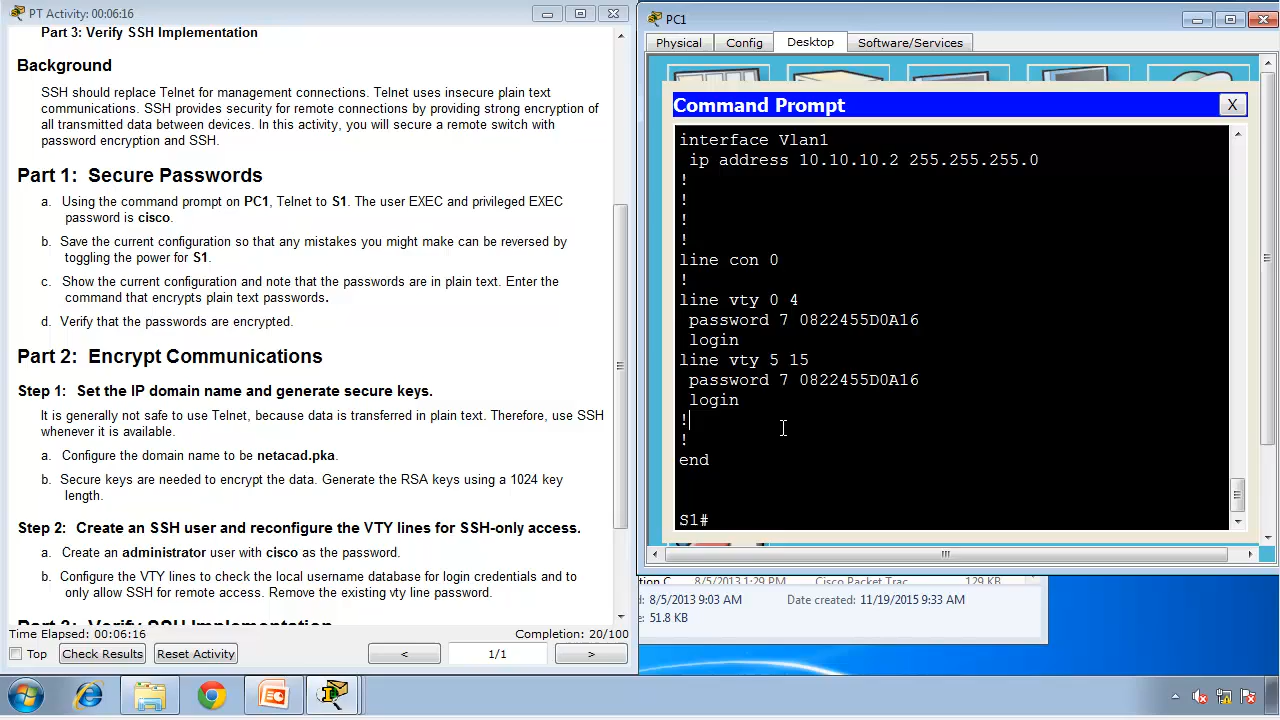 PT Activity: 00:06:16
Part 3: Verify SSH Implementation
Background
SSH should replace Telnet for management connections. Telnet uses insecure plain text
communications. SSH provides security for remote connections by providing strong encryption of
all transmitted data between devices. In this activity, you will secure a remote switch with
password encryption and SSH.
Part 1: Secure Passwords
a. Using the command prompt on PC1, Telnet to S1. The user EXEC and privileged EXEC
password is cisco.
b. Save the current configuration so that any mistakes you might make can be reversed by
toggling the power for S1.
c. Show the current configuration and note that the passwords are in plain text. Enter the
command that encrypts plain text passwords.
d. Verify that the passwords are encrypted.
Part 2: Encrypt Communications
Step 1: Set the IP domain name and generate secure keys.
It is generally not safe to use Telnet, because data is transferred in plain text. Therefore, use SSH
whenever it is available.
a. Configure the domain name to be netacad.pka.
b. Secure keys are needed to encrypt the data. Generate the RSA keys using a 1024 key
length.
Step 2: Create an SSH user and reconfigure the VTY lines for SSH-only access.
a. Create an administrator user with cisco as the password.
b. Configure the VTY lines to check the local username database for login credentials and to
only allow SSH for remote access. Remove the existing vty line password.
Part 3: Verify SSH Implementation
Time Elapsed: 00:06:16 Completion: 20/100
Top Check Results Reset Activity < 1/1 >
PC1
Physical Config Desktop Software/Services
Command Prompt X
interface Vlan1
ip address 10.10.10.2 255.255.255.0
!
!
!
!
line con 0
!
line vty 0 4
password 7 0822455D0A16
login
line vty 5 15
password 7 0822455D0A16
login
!
!
end
S1#
tion C 8/5/2013 1:29 PM Cisco Packet Trac 129 KB
d: 8/5/2013 9:03 AM Date created: 11/19/2015 9:33 AM
e: 51.8 KB